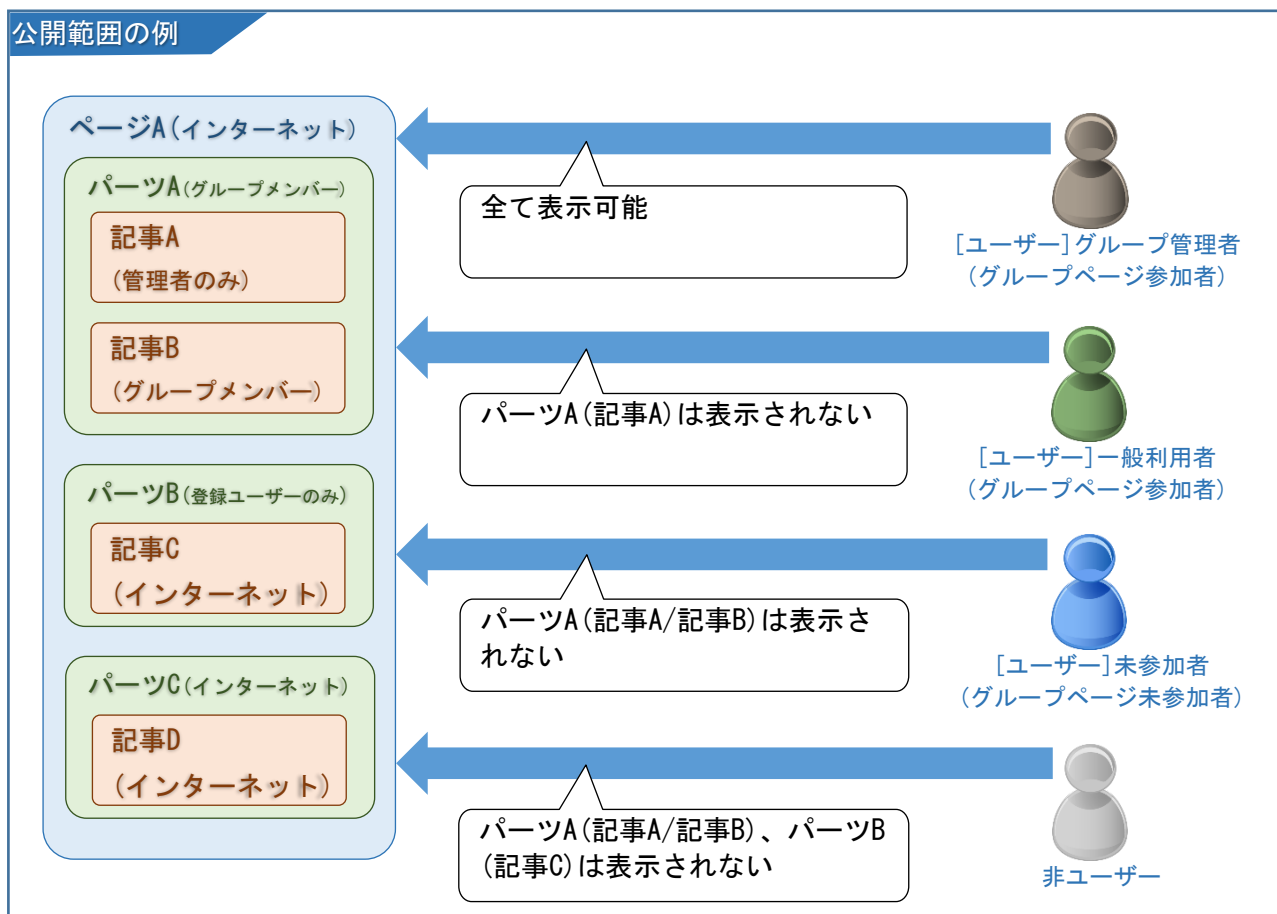 公開範囲の例
ページA(インターネット)
パーツA(グループメンバー)
記事A
(管理者のみ)
記事B
(グループメンバー)
パーツB(登録ユーザーのみ)
記事C
(インターネット)
パーツC(インターネット)
記事D
(インターネット)
全て表示可能
[ユーザー]グループ管理者
(グループページ参加者)
パーツA(記事A)は表示されない
[ユーザー]一般利用者
(グループページ参加者)
パーツA(記事A/記事B)は表示さ
れない
[ユーザー]未参加者
(グループページ未参加者)
パーツA(記事A/記事B)、パーツB
(記事C)は表示されない
非ユーザー